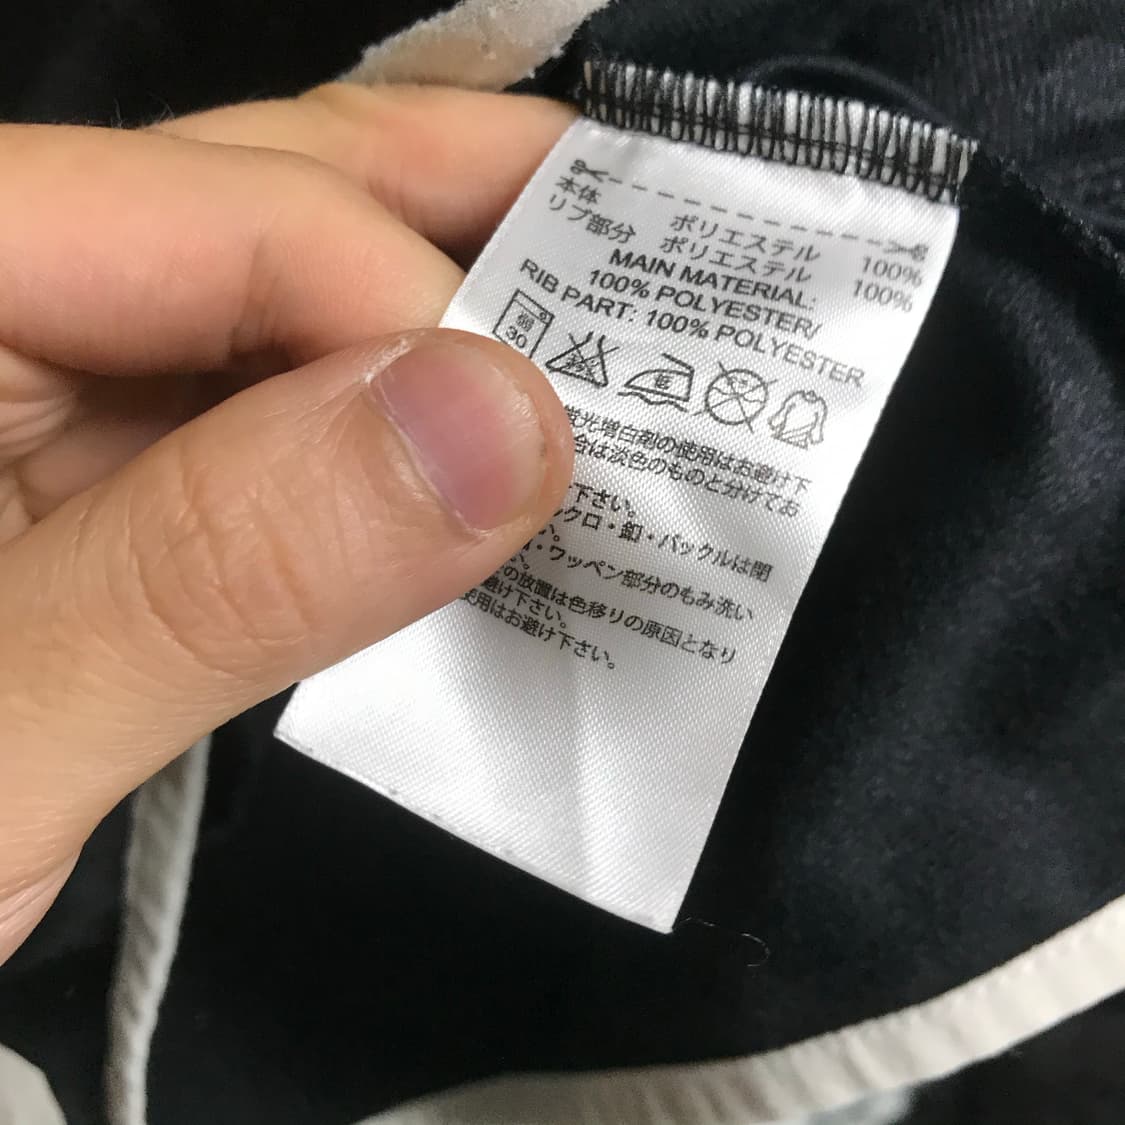 本体 ポリエステル 100%
リブ部分 ポリエステル 100%
MAIN MATERIAL:
100% POLYESTER/
RIB PART: 100% POLYESTER
弱
30
蛍光増白剤の使用はお避け下
合は淡色のものと分けてお
下さい。
クロ・釦・バックルは閉
い。
・ワッペン部分のもみ洗い
の放置は色移りの原因となり
避け下さい。
使用はお避け下さい。